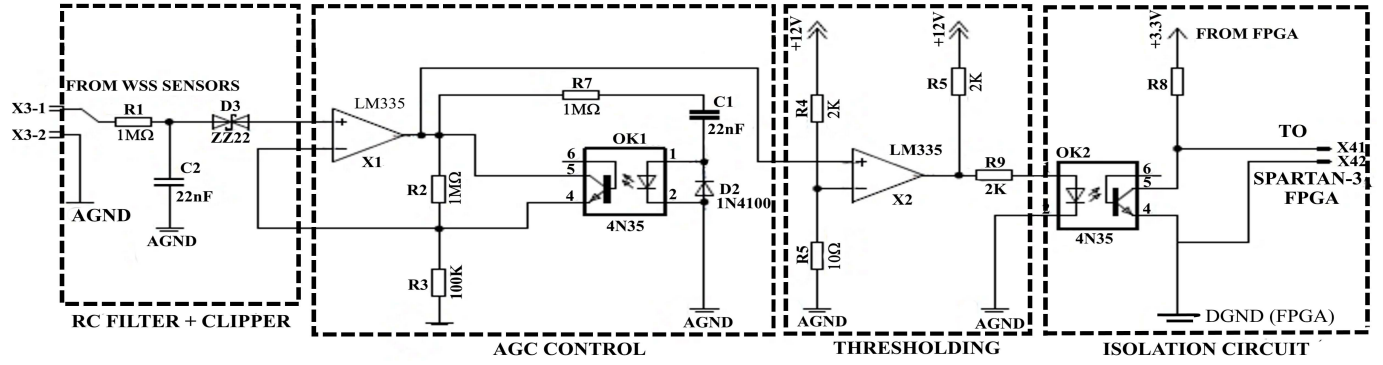 FROM WSS SENSORS
X3-1
X3-2
R1
1MΩ
D3
ZZ22
C2
22nF
AGND
AGND
RC FILTER + CLIPPER
LM335
X1
R7
1MΩ
C1
22nF
OK1
6
5
4
1
2
4N35
D2
1N4100
R2
1MΩ
R3
100K
AGND
AGC CONTROL
+12V
+12V
R4
2K
R5
2K
LM335
X2
R9
2K
R5
10Ω
AGND
AGND
THRESHOLDING
+3.3V
FROM FPGA
R8
OK2
1
2
6
5
4
4N35
TO
X41
X42
SPARTAN-3
FPGA
DGND (FPGA)
ISOLATION CIRCUIT